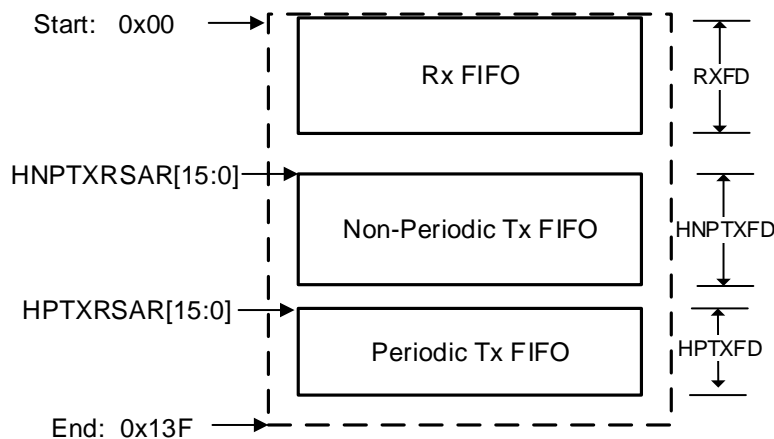 Start: 0x00
Rx FIFO
RXFD
HNPTXRSAR[15:0]
Non-Periodic Tx FIFO
HNPTXFD
HPTXRSAR[15:0]
Periodic Tx FIFO
HPTXFD
End: 0x13F